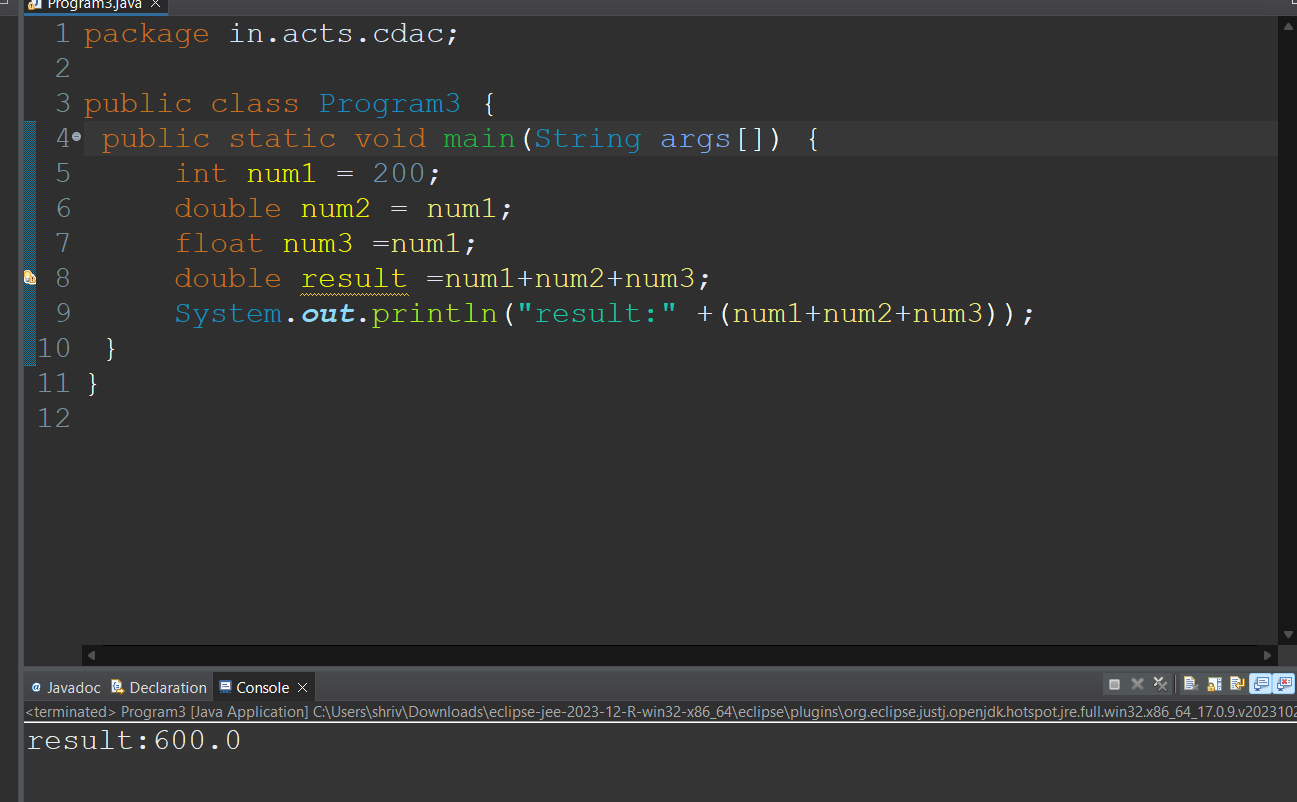 Program3.java ×
1 package in.acts.cdac;
2
3 public class Program3 {
4 public static void main(String args[]) {
5 int num1 = 200;
6 double num2 = num1;
7 float num3 =num1;
8 double result =num1+num2+num3;
9 System.out.println("result:" +(num1+num2+num3));
10 }
11 }
12
@ Javadoc Declaration Console ×
<terminated> Program3 [Java Application] C:\Users\shriv\Downloads\eclipse-jee-2023-12-R-win32-x86_64\eclipse\plugins\org.eclipse.justj.openjdk.hotspot.jre.full.win32.x86_64_17.0.9.v202310
result:600.0